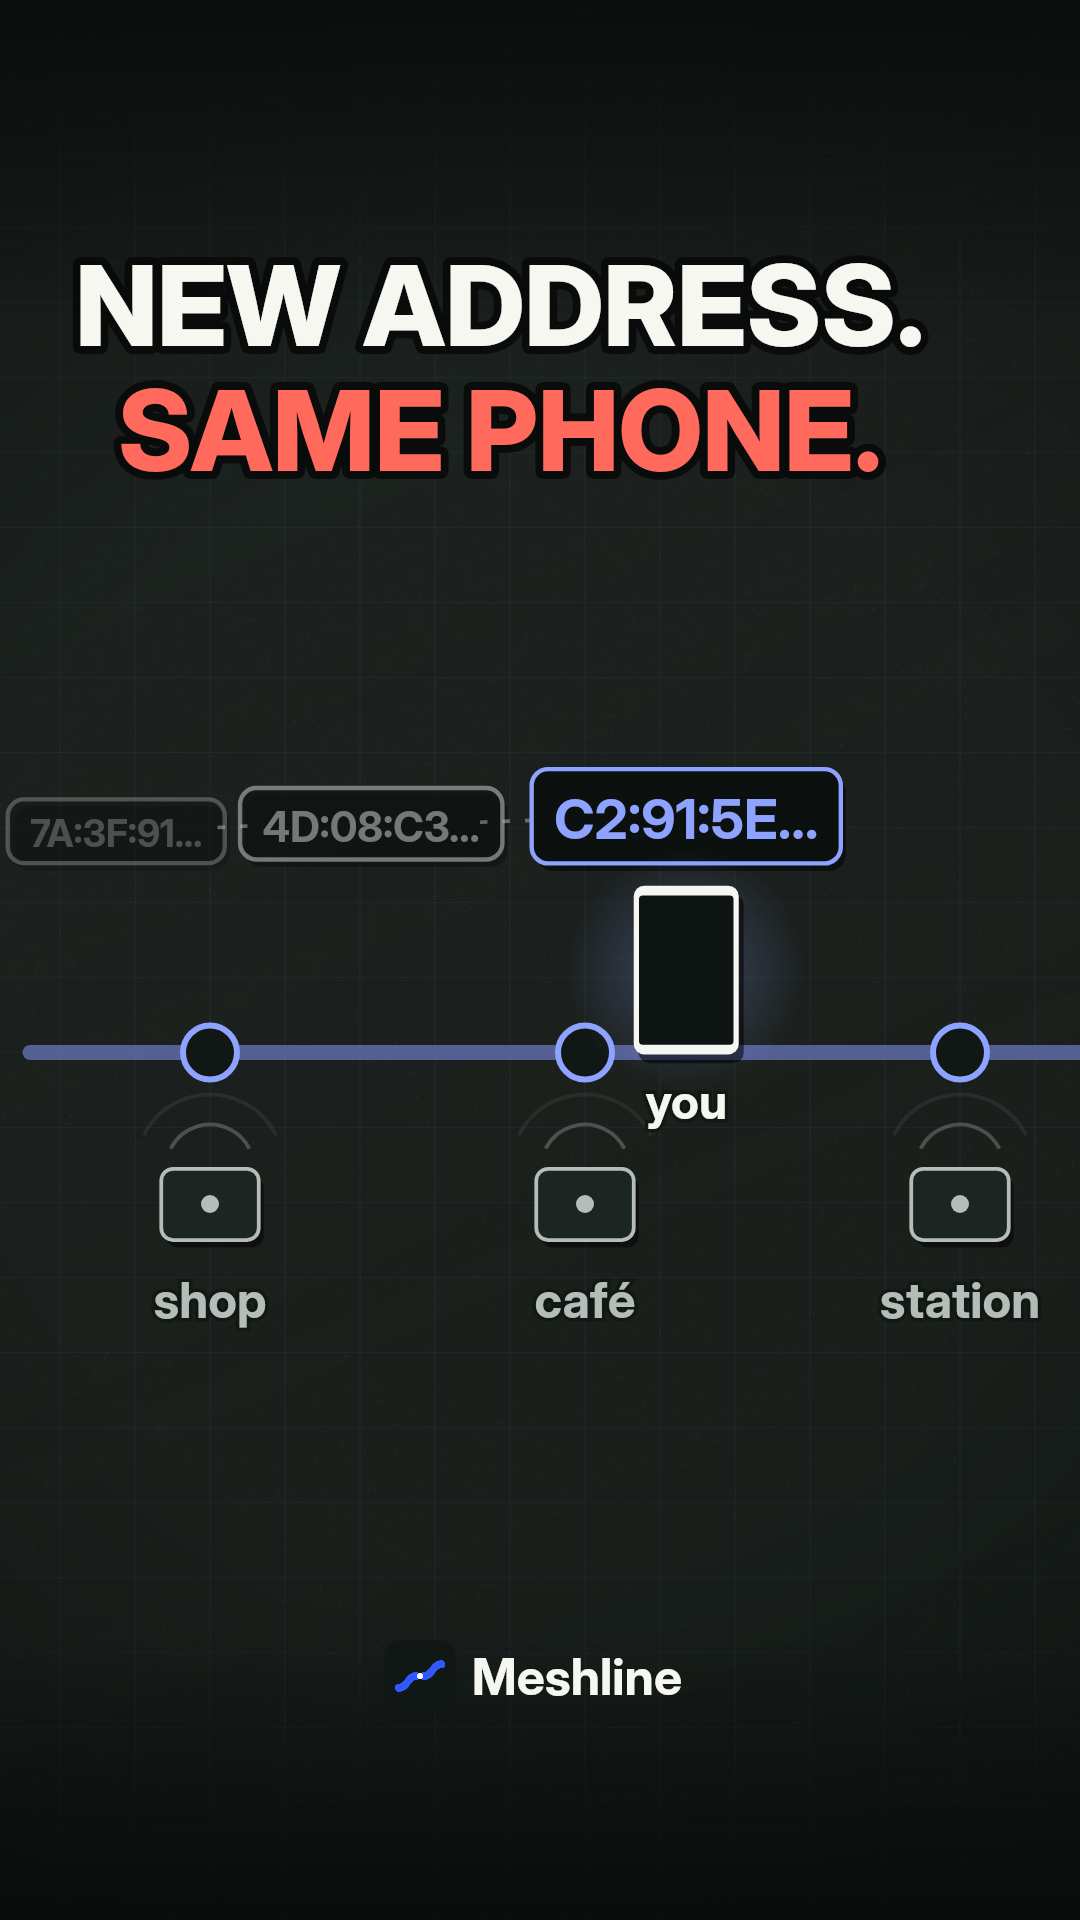 NEW ADDRESS.
SAME PHONE.
7A:3F:91...
4D:08:C3...
C2:91:5E...
you
shop
café
station
Meshline